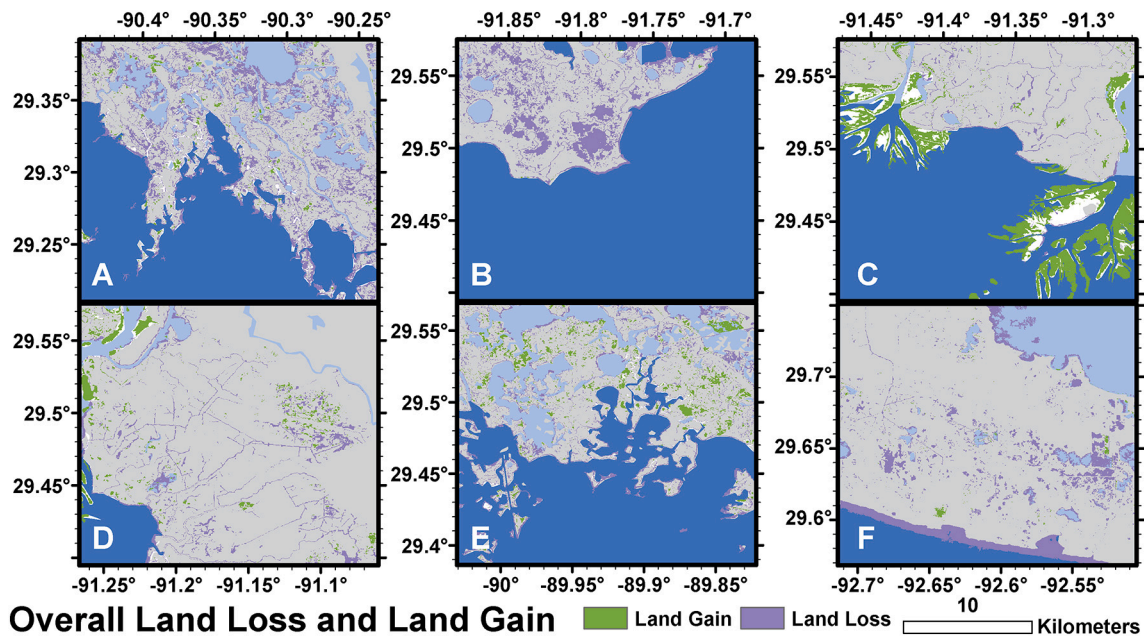 -90.4° -90.35° -90.3° -90.25° -91.85° -91.8° -91.75° -91.7° -91.45° -91.4° -91.35° -91.3°
29.35° 29.3° 29.25° A
29.55° 29.5° 29.45° B
29.55° 29.5° 29.45° C
29.55° 29.5° 29.45° D
29.55° 29.5° 29.45° 29.4° E
29.7° 29.65° 29.6° F
-91.25° -91.2° -91.15° -91.1° -90° -89.95° -89.9° -89.85° -92.7° -92.65° -92.6° -92.55°
10
Overall Land Loss and Land Gain Land Gain Land Loss Kilometers